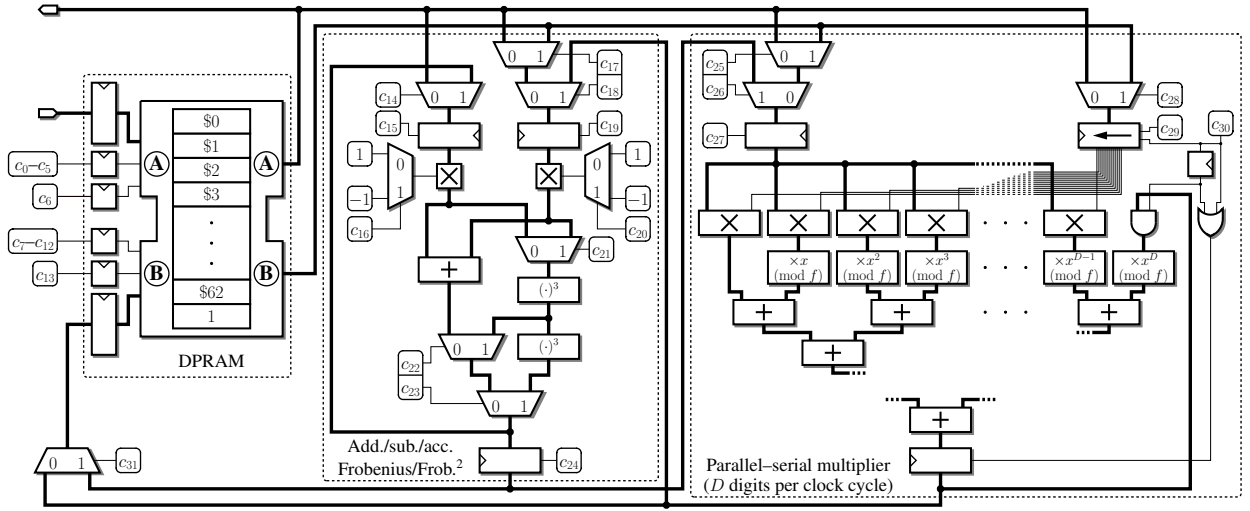 0 1
c17
c18
0 1
c14
0 1
c15
c19
1
0
1
−1
c16
0
1
1
−1
c20
0 1
c21
+
(·)³
(·)³
0 1
c22
c23
0 1
c24
Add./sub./acc.
Frobenius/Frob.²
A
B
A
B
$0
$1
$2
$3
·
·
·
$62
1
DPRAM
c0–c5
c6
c7–c12
c13
0 1
c31
0 1
c25
c26
1 0
c27
0 1
c28
c29
c30
×
×
×
×
×
×
×
· · ·
×x
(mod f)
×x²
(mod f)
×x³
(mod f)
· · ·
×x^{D−1}
(mod f)
×x^D
(mod f)
+
+
· · ·
+
+
+
Parallel–serial multiplier
(D digits per clock cycle)